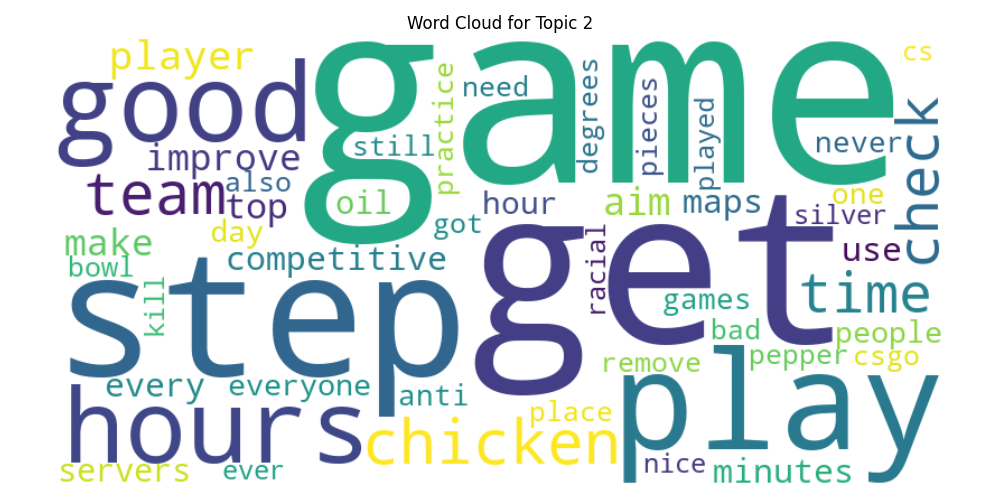 Word Cloud for Topic 2
player
game
cs
good
practice
need
degrees
pieces
played
check
never
still
improve
team
also
top
oil
got
hour
aim
maps
one
silver
day
make
bowl
competitive
get
racial
use
step
kill
games
time
bad
people
remove
pepper
csgo
every
everyone
anti
play
hours
chicken
place
servers
ever
nice
minutes